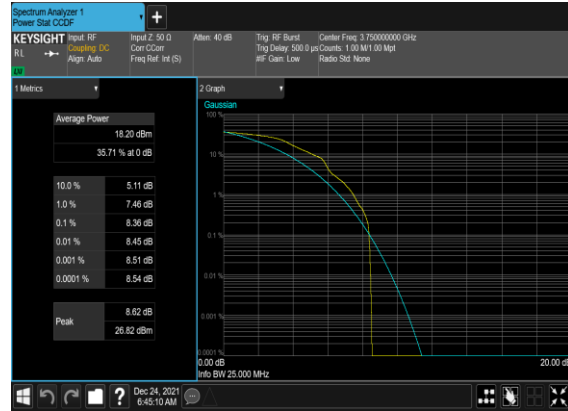 Spectrum Analyzer 1
Power Stat CCDF
+
KEYSIGHT
RL
LXI
Input: RF
Coupling: DC
Align: Auto
Input Z: 50 Ω
Corr CCorr
Freq Ref: Int (S)
Atten: 40 dB
Trig: RF Burst
Trig Delay: 500.0 µs
#IF Gain: Low
Center Freq: 3.750000000 GHz
Counts: 1.00 M/1.00 Mpt
Radio Std: None
1 Metrics
Average Power
18.20 dBm
35.71 % at 0 dB
10.0 % 5.11 dB
1.0 % 7.46 dB
0.1 % 8.36 dB
0.01 % 8.45 dB
0.001 % 8.51 dB
0.0001 % 8.54 dB
Peak
8.62 dB
26.82 dBm
2 Graph
Gaussian
100 %
10 %
1 %
0.1 %
0.01 %
0.001 %
0.0001 %
0.00 dB
20.00 dB
Info BW 25.000 MHz
?
Dec 24, 2021
6:45:10 AM